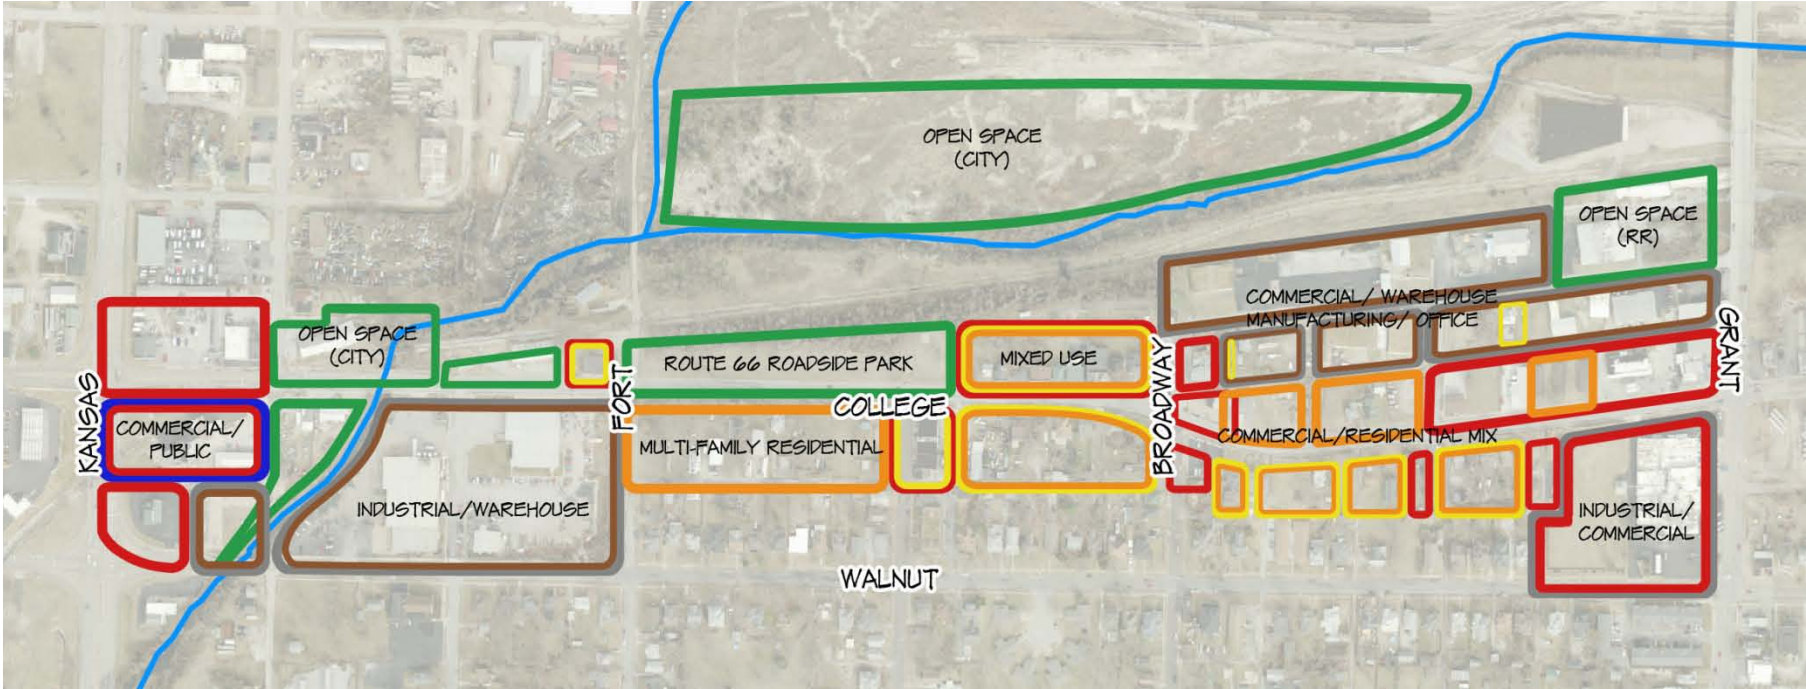 OPEN SPACE
(CITY)
OPEN SPACE
(RR)
COMMERCIAL/ WAREHOUSE
MANUFACTURING/ OFFICE
OPEN SPACE
(CITY)
ROUTE 66 ROADSIDE PARK
MIXED USE
KANSAS
FORT
BROADWAY
GRANT
COLLEGE
COMMERCIAL/
PUBLIC
MULTI-FAMILY RESIDENTIAL
COMMERCIAL/RESIDENTIAL MIX
INDUSTRIAL/WAREHOUSE
INDUSTRIAL/
COMMERCIAL
WALNUT